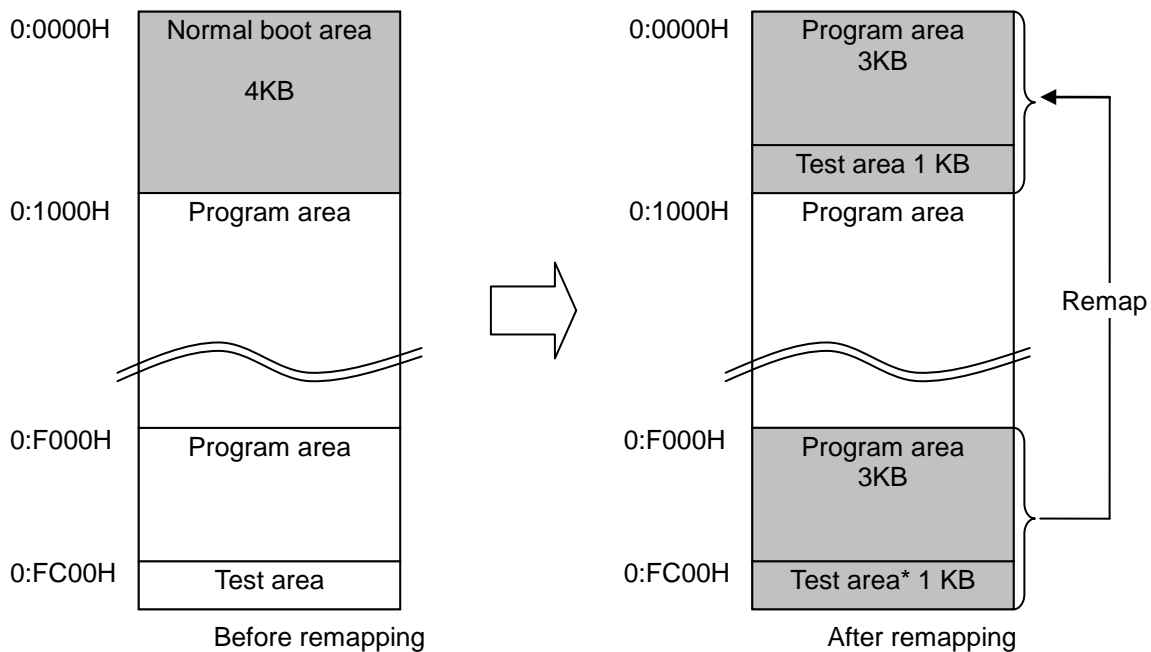 0:0000H
Normal boot area
4KB
0:1000H
Program area
0:F000H
Program area
0:FC00H
Test area
Before remapping
0:0000H
Program area
3KB
Test area 1 KB
0:1000H
Program area
Remap
0:F000H
Program area
3KB
0:FC00H
Test area* 1 KB
After remapping